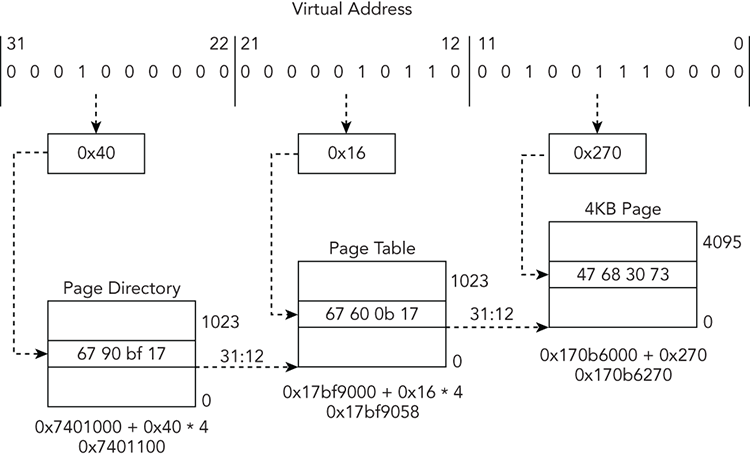 Virtual Address
31 22 21 12 11 0
0 0 0 1 0 0 0 0 0 0 0 0 0 0 0 1 0 1 1 0 0 0 1 0 0 1 1 1 0 0 0 0
0x40 0x16 0x270
4KB Page
4095
47 68 30 73
0
0x170b6000 + 0x270
0x170b6270
Page Table
1023
67 60 0b 17 31:12
0
0x17bf9000 + 0x16 * 4
0x17bf9058
Page Directory
1023
67 90 bf 17 31:12
0
0x7401000 + 0x40 * 4
0x7401100